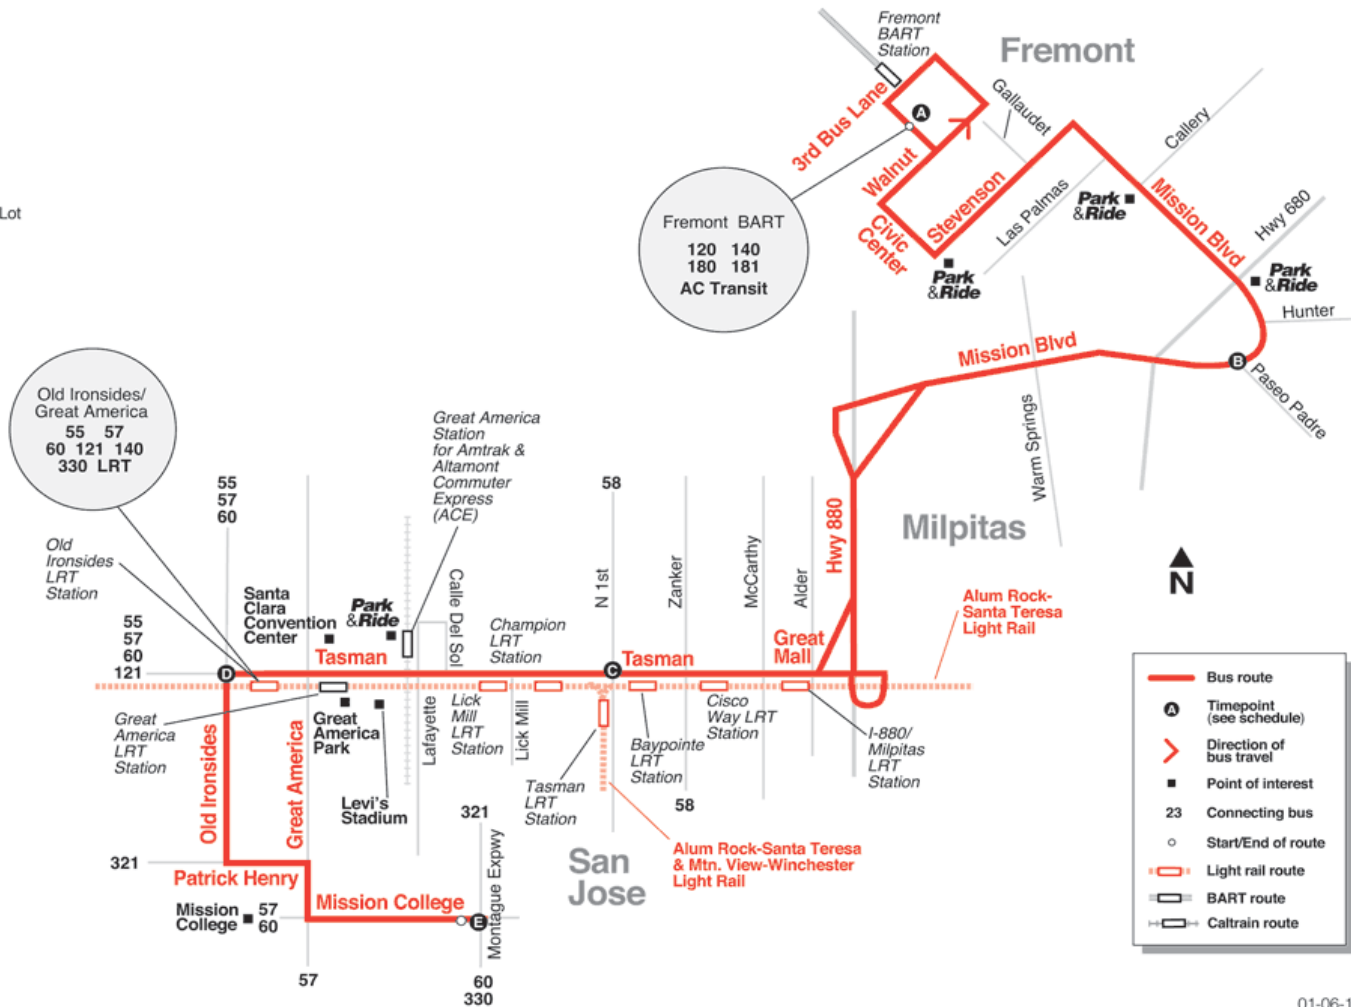 Lot
Fremont
BART
Station
Fremont
3rd Bus Lane
A
Gallaudet
Callery
Walnut
Stevenson
Las Palmas
Park
&Ride
Mission Blvd
Hwy 680
Civic
Center
Park
&Ride
Park
&Ride
Hunter
Fremont BART
120 140
180 181
AC Transit
Mission Blvd
B
Paseo Padre
Warm Springs
Old Ironsides/
Great America
55 57
60 121 140
330 LRT
Great America
Station
for Amtrak &
Altamont
Commuter
Express
(ACE)
55
57
60
58
Hwy 880
Milpitas
N
Old
Ironsides
LRT
Station
Santa
Clara
Convention
Center
Park
&Ride
Calle Del Sol
N 1st
Zanker
McCarthy
Alder
Alum Rock-
Santa Teresa
Light Rail
55
57
60
121
Champion
LRT
Station
Tasman
Tasman
Great
Mall
D
C
Great
America
LRT
Station
Great
America
Park
Lafayette
Lick
Mill
LRT
Station
Lick Mill
Cisco
Way LRT
Station
Baypointe
LRT
Station
I-880/
Milpitas
LRT
Station
Old Ironsides
Great America
Levi's
Stadium
Tasman
LRT
Station
58
321
Montague Expwy
321
Patrick Henry
San
Jose
Alum Rock-Santa Teresa
& Mtn. View-Winchester
Light Rail
Mission College
Mission
College
57
60
E
57
60
330
Bus route
A
Timepoint
(see schedule)
Direction of
bus travel
Point of interest
23
Connecting bus
Start/End of route
Light rail route
BART route
Caltrain route
01-06-1